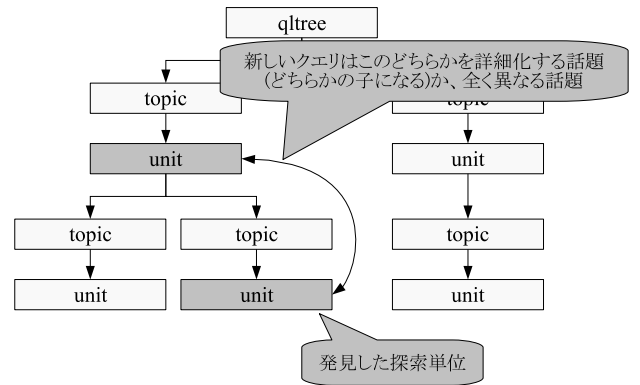 qltree
新しいクエリはこのどちらかを詳細化する話題
(どちらかの子になる)か、全く異なる話題
topic
topic
unit
unit
topic
topic
topic
unit
unit
unit
発見した探索単位